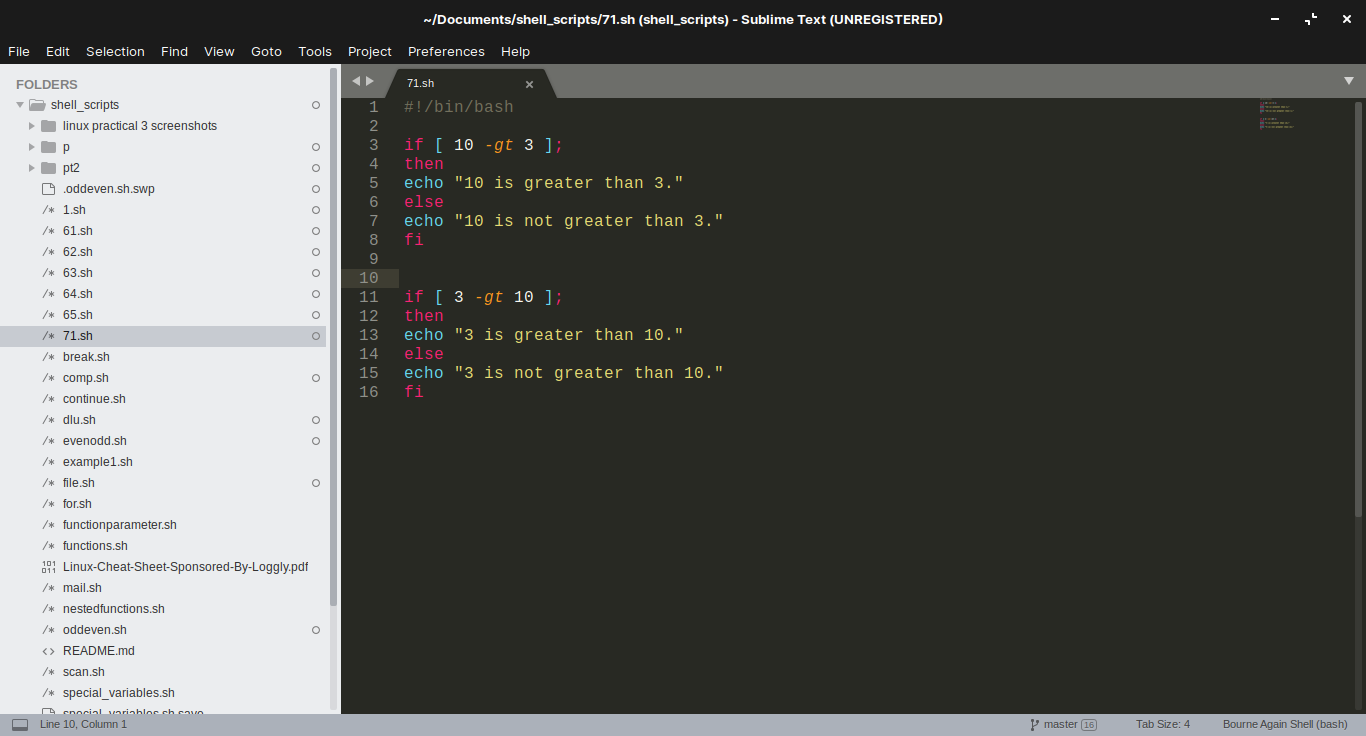 ~/Documents/shell_scripts/71.sh (shell_scripts) - Sublime Text (UNREGISTERED)
File Edit Selection Find View Goto Tools Project Preferences Help
FOLDERS
shell_scripts
linux practical 3 screenshots
p
pt2
.oddeven.sh.swp
/* 1.sh
/* 61.sh
/* 62.sh
/* 63.sh
/* 64.sh
/* 65.sh
/* 71.sh
/* break.sh
/* comp.sh
/* continue.sh
/* dlu.sh
/* evenodd.sh
/* example1.sh
/* file.sh
/* for.sh
/* functionparameter.sh
/* functions.sh
Linux-Cheat-Sheet-Sponsored-By-Loggly.pdf
/* mail.sh
/* nestedfunctions.sh
/* oddeven.sh
<> README.md
/* scan.sh
/* special_variables.sh
special_variables.sh.save
71.sh ×
1 #!/bin/bash
2
3 if [ 10 -gt 3 ];
4 then
5 echo "10 is greater than 3."
6 else
7 echo "10 is not greater than 3."
8 fi
9
10
11 if [ 3 -gt 10 ];
12 then
13 echo "3 is greater than 10."
14 else
15 echo "3 is not greater than 10."
16 fi
Line 10, Column 1 master 16 Tab Size: 4 Bourne Again Shell (bash)